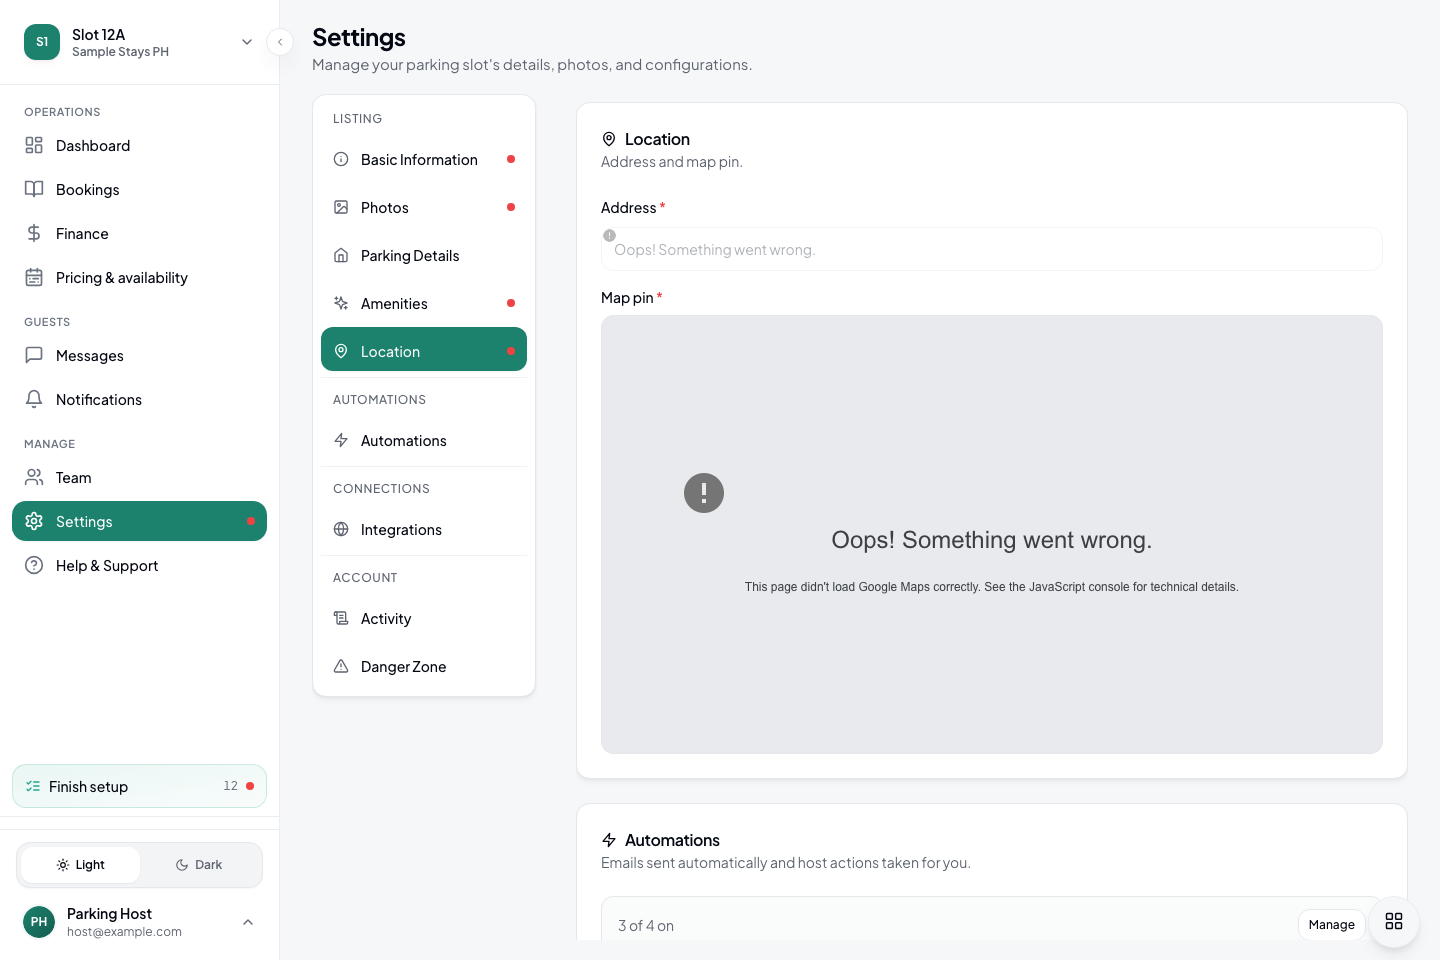 S1
Slot 12A
Sample Stays PH
OPERATIONS
Dashboard
Bookings
Finance
Pricing & availability
GUESTS
Messages
Notifications
MANAGE
Team
Settings
Help & Support
Finish setup 12
Light Dark
PH
Parking Host
host@example.com
Settings
Manage your parking slot's details, photos, and configurations.
LISTING
Basic Information
Photos
Parking Details
Amenities
Location
AUTOMATIONS
Automations
CONNECTIONS
Integrations
ACCOUNT
Activity
Danger Zone
Location
Address and map pin.
Address *
Oops! Something went wrong.
Map pin *
Oops! Something went wrong.
This page didn't load Google Maps correctly. See the JavaScript console for technical details.
Automations
Emails sent automatically and host actions taken for you.
3 of 4 on
Manage